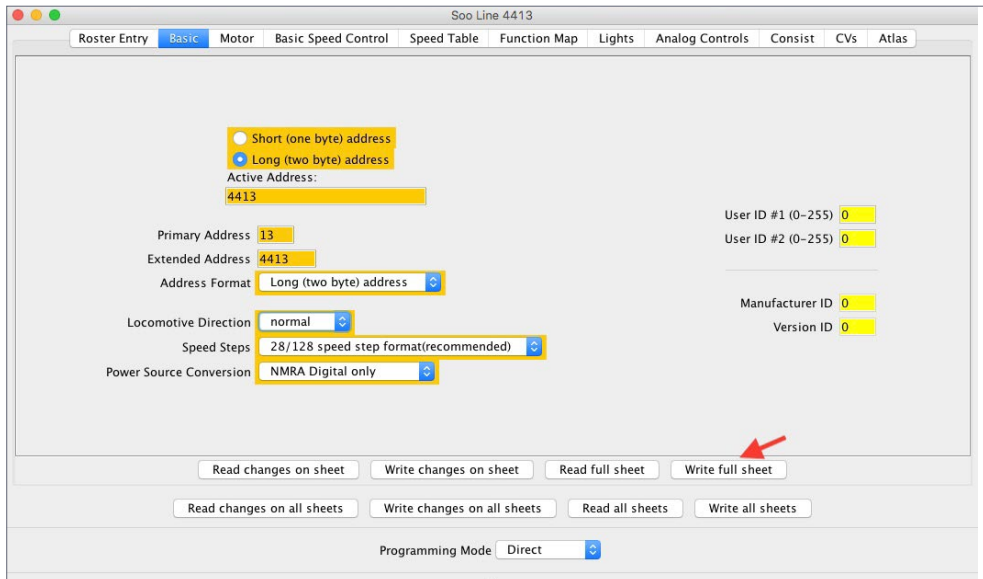 Soo Line 4413
Roster Entry Basic Motor Basic Speed Control Speed Table Function Map Lights Analog Controls Consist CVs Atlas
Short (one byte) address
Long (two byte) address
Active Address:
4413
Primary Address 13
Extended Address 4413
Address Format Long (two byte) address
Locomotive Direction normal
Speed Steps 28/128 speed step format(recommended)
Power Source Conversion NMRA Digital only
User ID #1 (0-255) 0
User ID #2 (0-255) 0
Manufacturer ID 0
Version ID 0
Read changes on sheet Write changes on sheet Read full sheet Write full sheet
Read changes on all sheets Write changes on all sheets Read all sheets Write all sheets
Programming Mode Direct